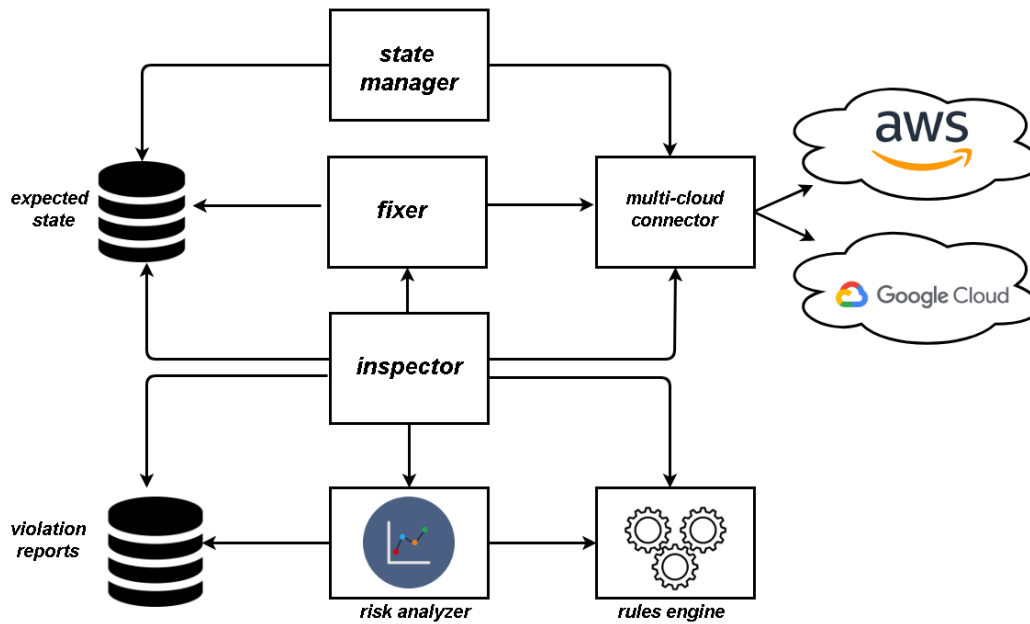 state
manager
aws
expected
state
fixer
multi-cloud
connector
Google Cloud
inspector
violation
reports
risk analyzer
rules engine